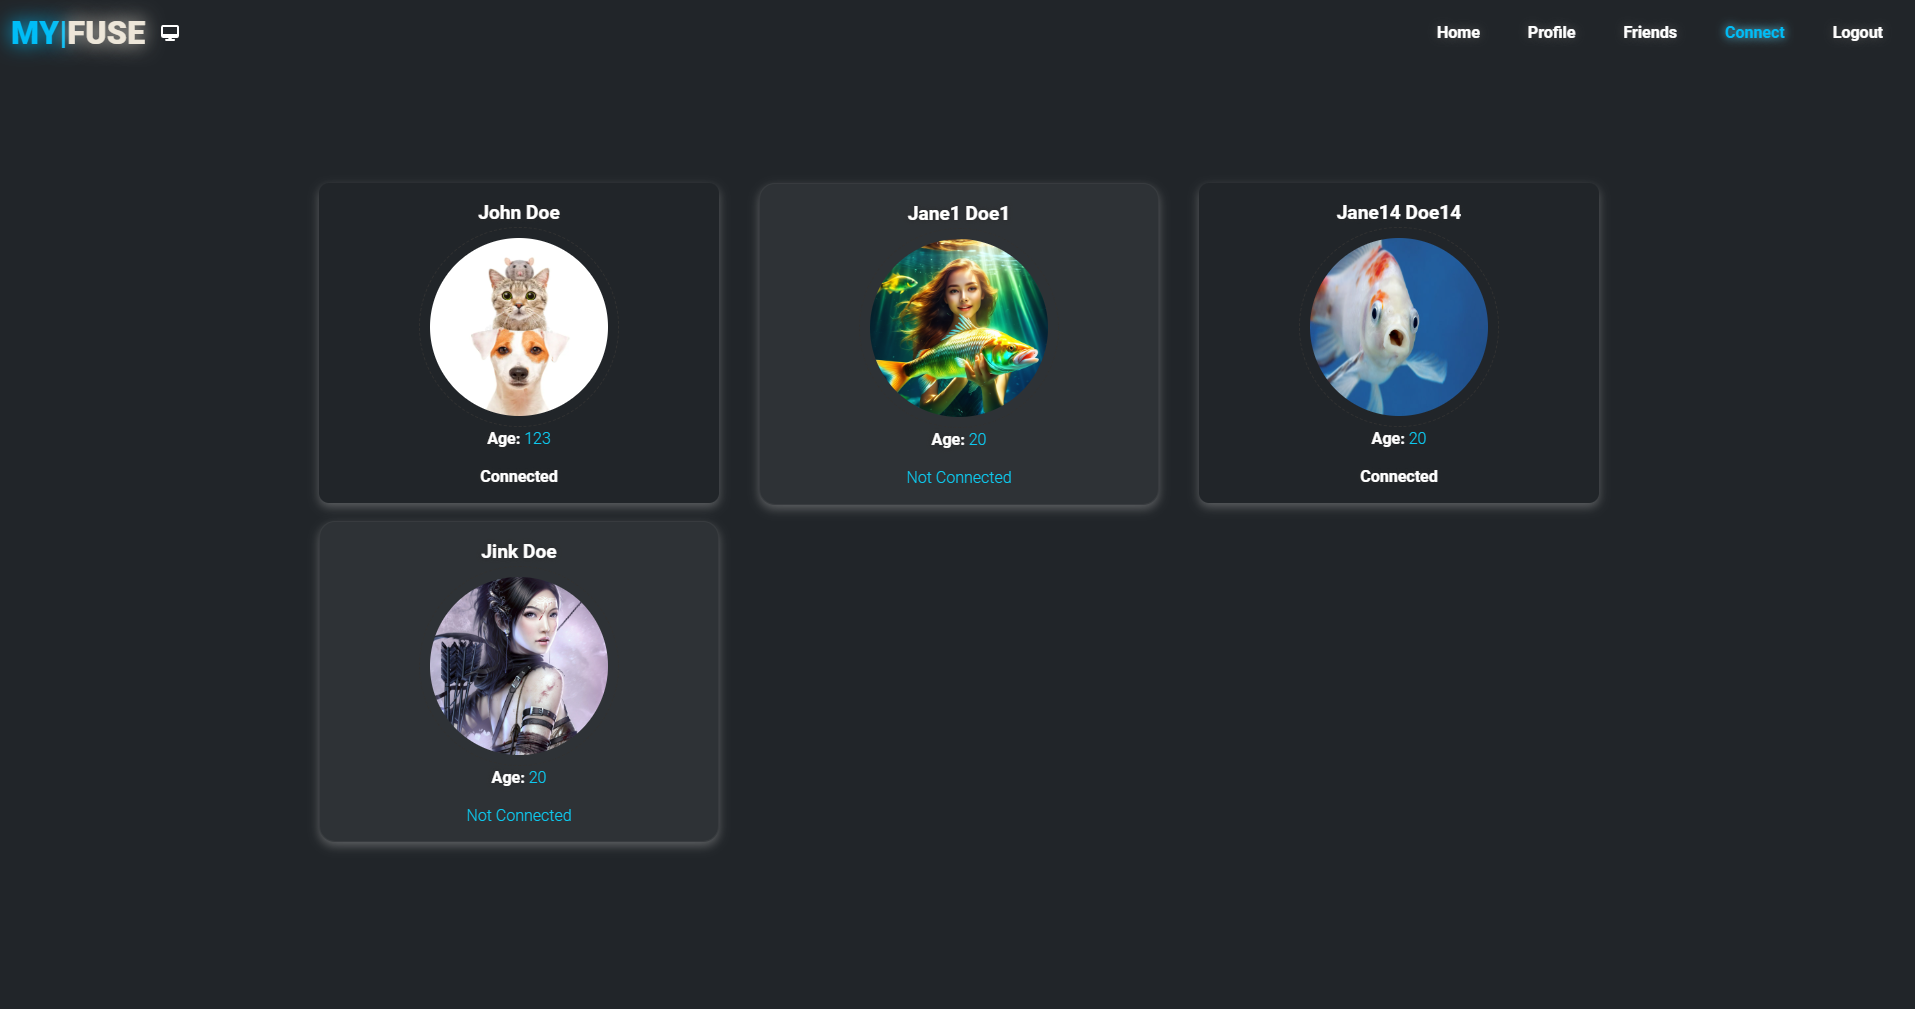 MY|FUSE
Home
Profile
Friends
Connect
Logout
John Doe
Age: 123
Connected
Jane1 Doe1
Age: 20
Not Connected
Jane14 Doe14
Age: 20
Connected
Jink Doe
Age: 20
Not Connected